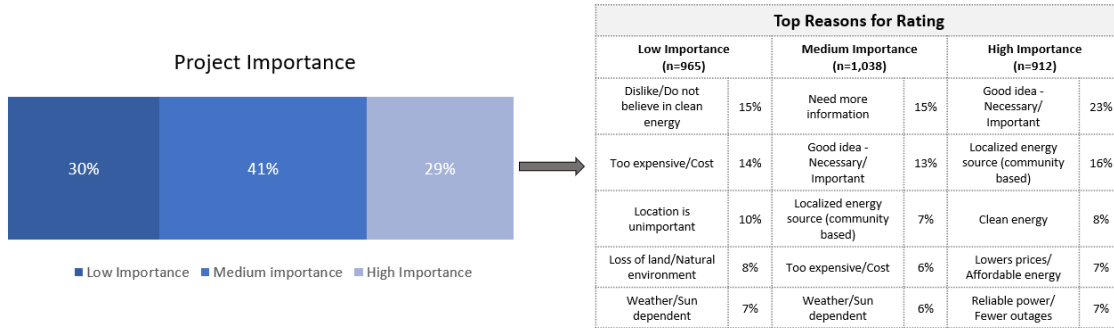 Project Importance
30%
41%
29%
Low Importance
Medium importance
High Importance
Top Reasons for Rating
Low Importance
(n=965)
Medium Importance
(n=1,038)
High Importance
(n=912)
Dislike/Do not
believe in clean
energy
15%
Need more
information
15%
Good idea -
Necessary/
Important
23%
Too expensive/Cost
14%
Good idea -
Necessary/
Important
13%
Localized energy
source (community
based)
16%
Location is
unimportant
10%
Localized energy
source (community
based)
7%
Clean energy
8%
Loss of land/Natural
environment
8%
Too expensive/Cost
6%
Lowers prices/
Affordable energy
7%
Weather/Sun
dependent
7%
Weather/Sun
dependent
6%
Reliable power/
Fewer outages
7%